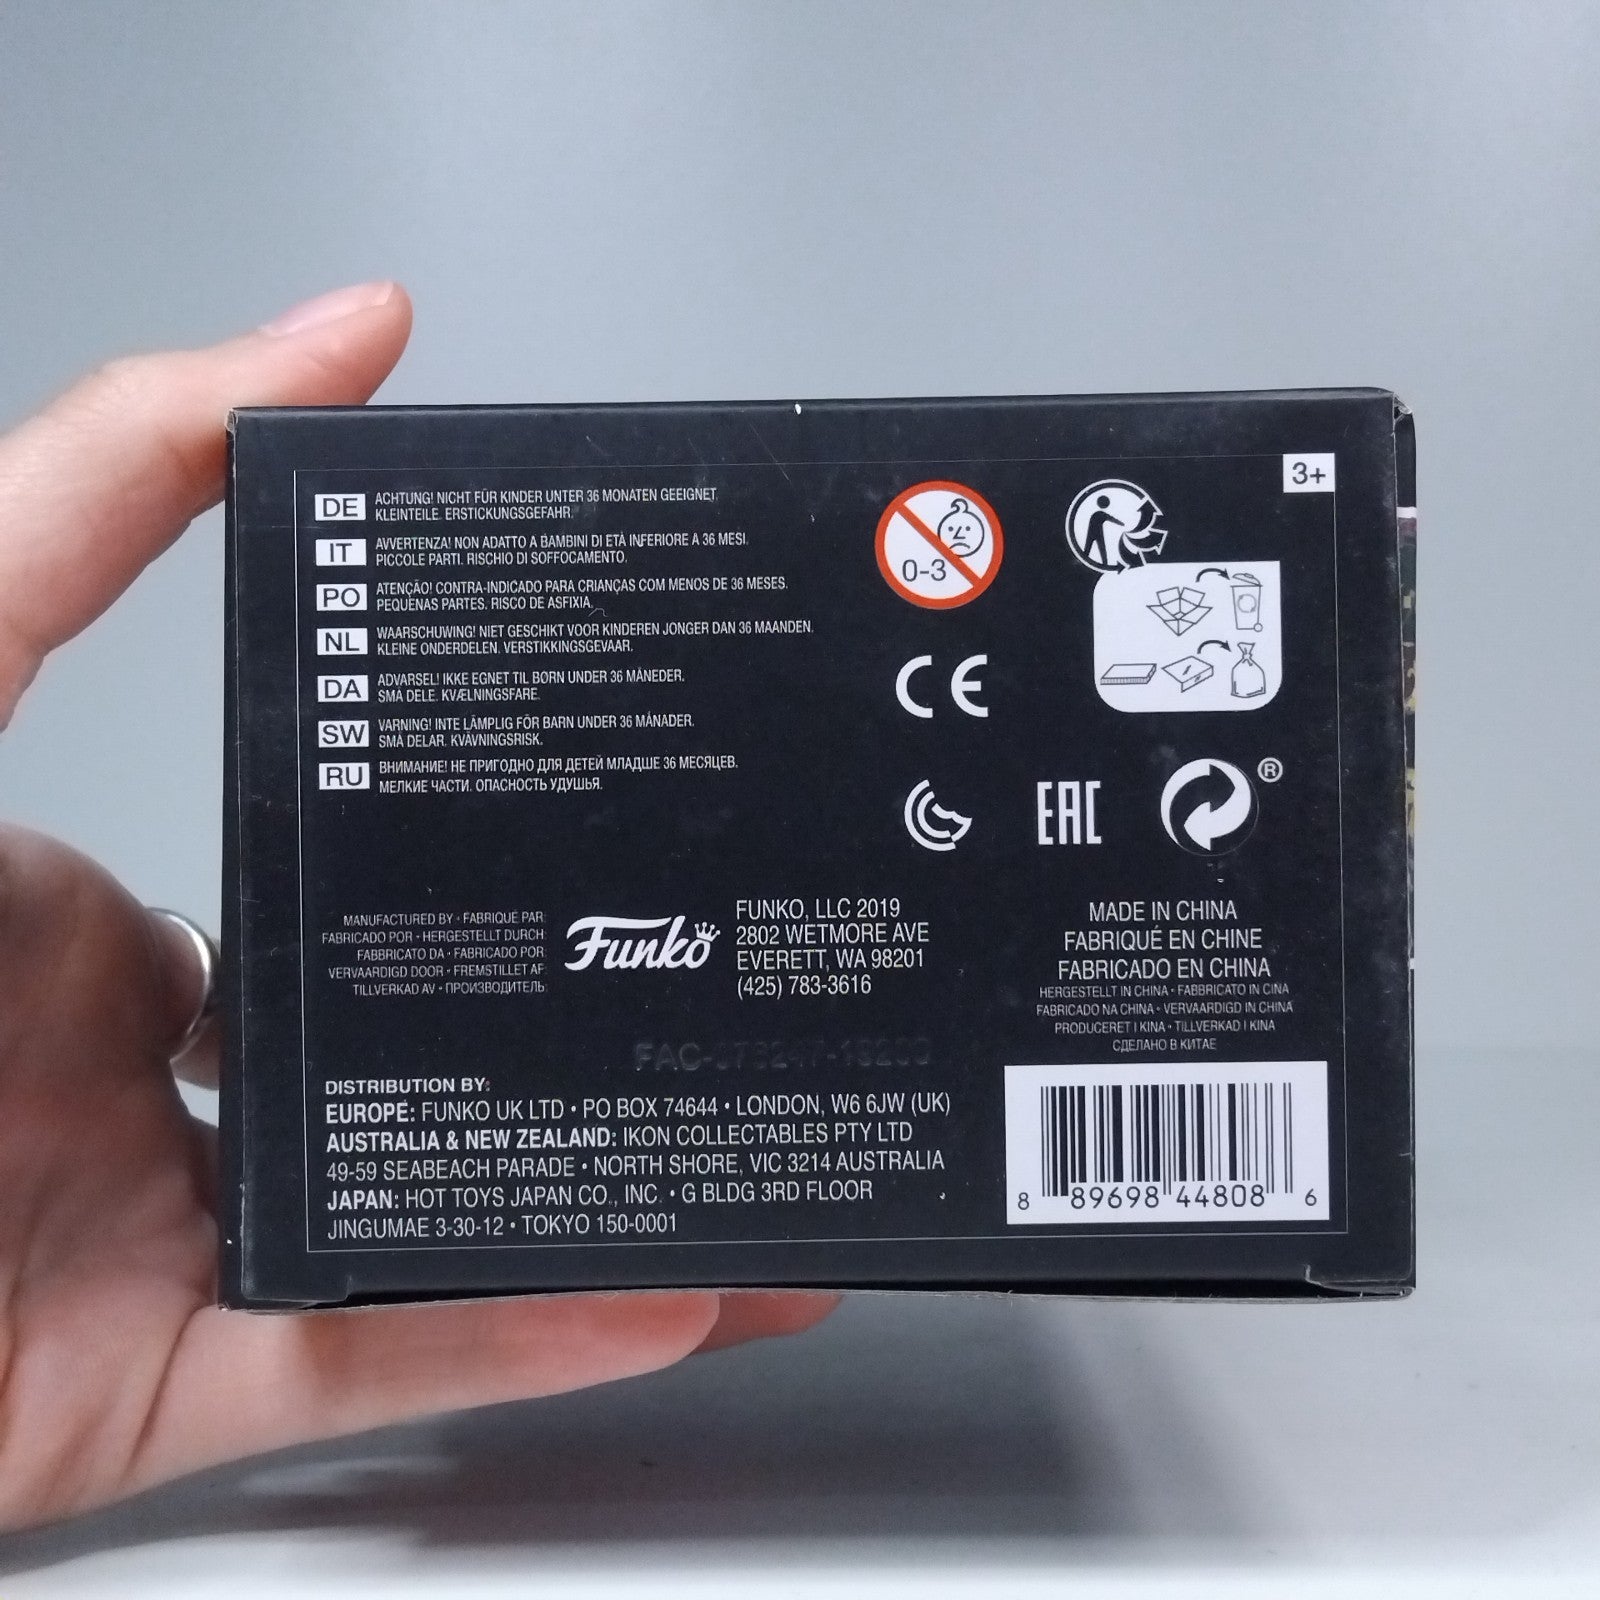 3+
DE ACHTUNG! NICHT FÜR KINDER UNTER 36 MONATEN GEEIGNET.
KLEINTEILE. ERSTICKUNGSGEFAHR.
IT AVVERTENZA! NON ADATTO A BAMBINI DI ETÀ INFERIORE A 36 MESI.
PICCOLE PARTI. RISCHIO DI SOFFOCAMENTO.
PO ATENÇÃO! CONTRA-INDICADO PARA CRIANÇAS COM MENOS DE 36 MESES.
PEQUENAS PARTES. RISCO DE ASFIXIA.
NL WAARSCHUWING! NIET GESCHIKT VOOR KINDEREN JONGER DAN 36 MAANDEN.
KLEINE ONDERDELEN. VERSTIKKINGSGEVAAR.
DA ADVARSEL! IKKE EGNET TIL BØRN UNDER 36 MÅNEDER.
SMÅ DELE. KVÆLNINGSFARE.
SW VARNING! INTE LÄMPLIG FÖR BARN UNDER 36 MÅNADER.
SMÅ DELAR. KVÄVNINGSRISK.
RU ВНИМАНИЕ! НЕ ПРИГОДНО ДЛЯ ДЕТЕЙ МЛАДШЕ 36 МЕСЯЦЕВ.
МЕЛКИЕ ЧАСТИ. ОПАСНОСТЬ УДУШЬЯ.
0-3
CE
EAC
®
MANUFACTURED BY • FABRIQUÉ PAR:
FABRICADO POR • HERGESTELLT DURCH:
FABBRICATO DA • FABRICADO POR:
VERVAARDIGD DOOR • FREMSTILLET AF:
TILLVERKAD AV • ПРОИЗВОДИТЕЛЬ:
Funko
FUNKO, LLC 2019
2802 WETMORE AVE
EVERETT, WA 98201
(425) 783-3616
MADE IN CHINA
FABRIQUÉ EN CHINE
FABRICADO EN CHINA
HERGESTELLT IN CHINA • FABBRICATO IN CINA
FABRICADO NA CHINA • VERVAARDIGD IN CHINA
PRODUCERET I KINA • TILLVERKAD I KINA
СДЕЛАНО В КИТАЕ
DISTRIBUTION BY:
EUROPE: FUNKO UK LTD • PO BOX 74644 • LONDON, W6 6JW (UK)
AUSTRALIA & NEW ZEALAND: IKON COLLECTABLES PTY LTD
49-59 SEABEACH PARADE • NORTH SHORE, VIC 3214 AUSTRALIA
JAPAN: HOT TOYS JAPAN CO., INC. • G BLDG 3RD FLOOR
JINGUMAE 3-30-12 • TOKYO 150-0001
8 89698 44808 6